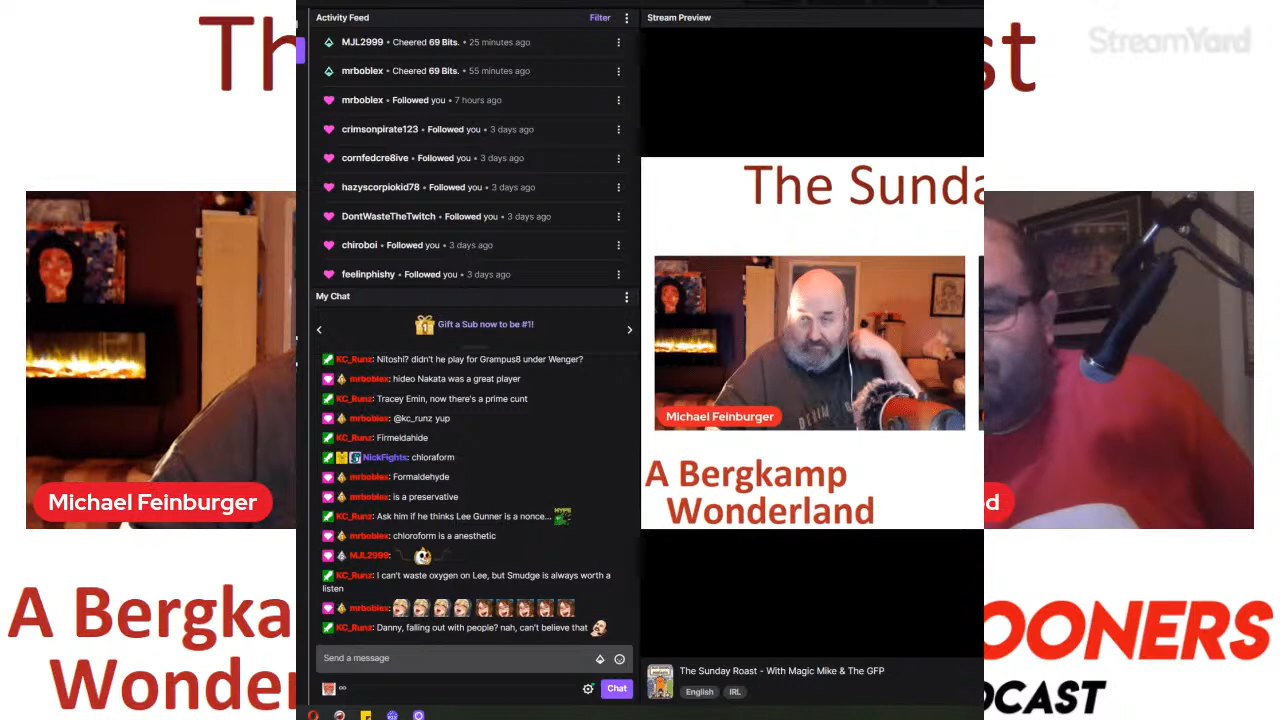 Th
st
StreamYard
Activity Feed
Filter
Stream Preview
MJL2999 • Cheered 69 Bits. • 25 minutes ago
mrboblex • Cheered 69 Bits. • 55 minutes ago
mrboblex • Followed you • 7 hours ago
crimsonpirate123 • Followed you • 3 days ago
cornfedcre8ive • Followed you • 3 days ago
hazyscorpiokid78 • Followed you • 3 days ago
DontWasteTheTwitch • Followed you • 3 days ago
chiroboi • Followed you • 3 days ago
feelinphishy • Followed you • 3 days ago
My Chat
1
Gift a Sub now to be #1!
KC_Runz: Nitoshi? didn't he play for Grampus8 under Wenger?
mrboblex: hideo Nakata was a great player
KC_Runz: Tracey Emin, now there's a prime cunt
mrboblex: @kc_runz yup
KC_Runz: Firmeldahide
NickFights: chloraform
mrboblex: Formaldehyde
mrboblex: is a preservative
KC_Runz: Ask him if he thinks Lee Gunner is a nonce... HYPE
mrboblex: chloroform is a anesthetic
MJL2999:
KC_Runz: I can't waste oxygen on Lee, but Smudge is always worth a
listen
mrboblex:
KC_Runz: Danny, falling out with people? nah, can't believe that
Send a message
Chat
The Sunda
Michael Feinburger
A Bergkamp
Wonderland
The Sunday Roast - With Magic Mike & The GFP
English
IRL
Michael Feinburger
d
A Bergka
Wonder
OONERS
DCAST